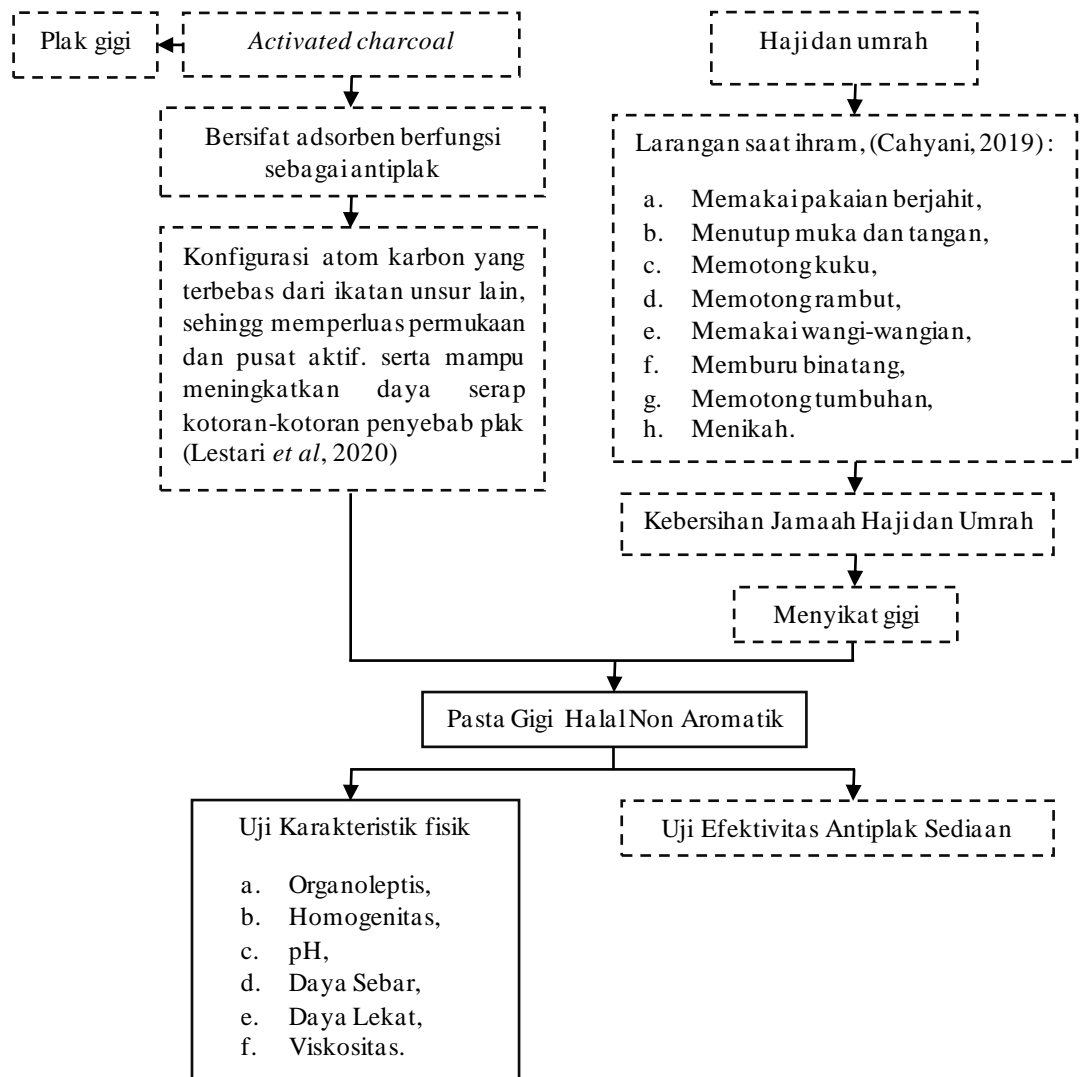 Plak gigi
Activated charcoal
Bersifat adsorben berfungsi
sebagai antiplak
Konfigurasi atom karbon yang
terbebas dari ikatan unsur lain,
sehingg memperluas permukaan
dan pusat aktif. serta mampu
meningkatkan daya serap
kotoran-kotoran penyebab plak
(Lestari et al, 2020)
Haji dan umrah
Larangan saat ihram, (Cahyani, 2019) :
a. Memakai pakaian berjahit,
b. Menutup muka dan tangan,
c. Memotong kuku,
d. Memotong rambut,
e. Memakai wangi-wangian,
f. Memburu binatang,
g. Memotong tumbuhan,
h. Menikah.
Kebersihan Jamaah Haji dan Umrah
Menyikat gigi
Pasta Gigi Halal Non Aromatik
Uji Karakteristik fisik
a. Organoleptis,
b. Homogenitas,
c. pH,
d. Daya Sebar,
e. Daya Lekat,
f. Viskositas.
Uji Efektivitas Antiplak Sediaan